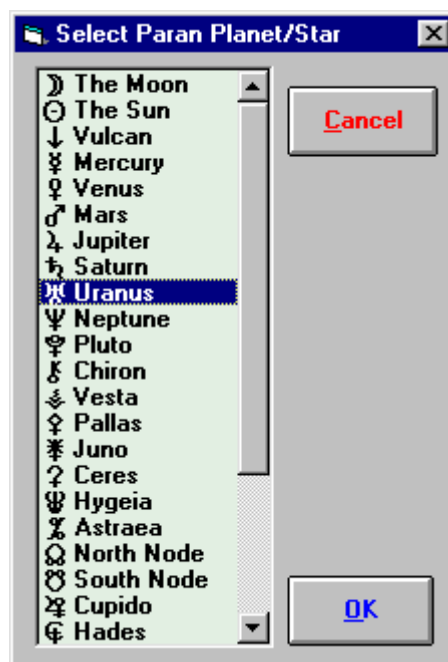 Select Paran Planet/Star
☽ The Moon
☉ The Sun
↓ Vulcan
☿ Mercury
♀ Venus
♂ Mars
♃ Jupiter
♄ Saturn
♅ Uranus
♆ Neptune
♇ Pluto
⚷ Chiron
⚶ Vesta
⚴ Pallas
⚵ Juno
⚳ Ceres
Hygeia
Astraea
☊ North Node
☋ South Node
Cupido
Hades
Cancel
OK